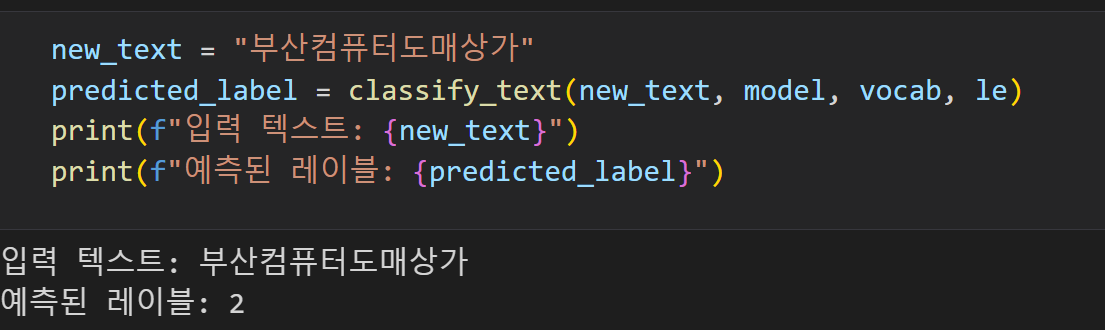 new_text = "부산컴퓨터도매상가"
predicted_label = classify_text(new_text, model, vocab, le)
print(f"입력 텍스트: {new_text}")
print(f"예측된 레이블: {predicted_label}")
입력 텍스트: 부산컴퓨터도매상가
예측된 레이블: 2